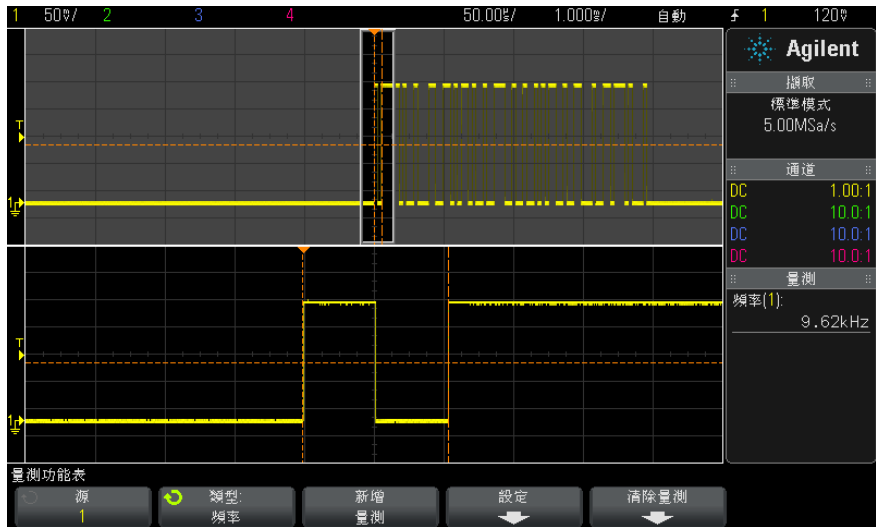 1 50V/ 2 3 4 50.00µs/ 1.000ms/ 自動 1 120V
Agilent
擷取
標準模式
5.00MSa/s
通道
DC 1.00:1
DC 10.0:1
DC 10.0:1
DC 10.0:1
量測
頻率(1):
9.62kHz
T
1
T
1
量測功能表
源
1
類型:
頻率
新增
量測
設定
清除量測